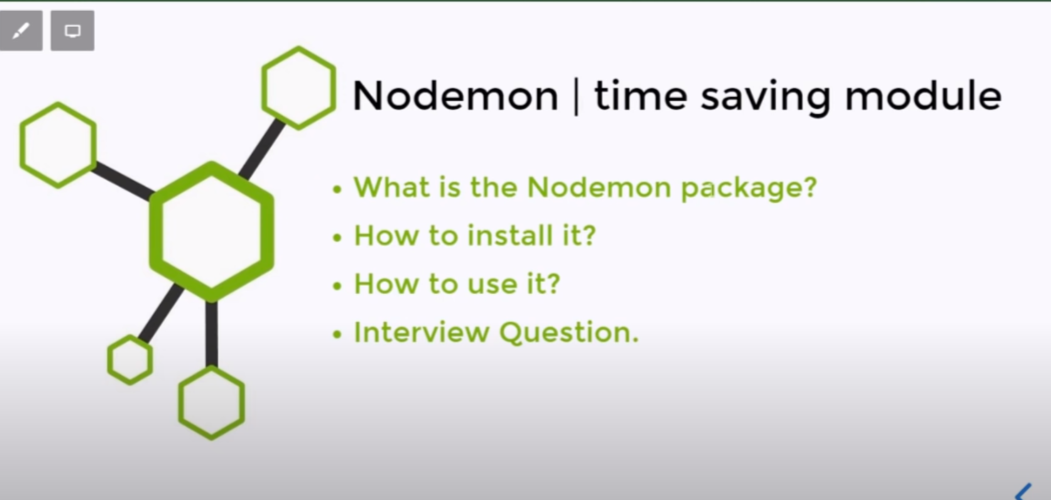 Nodemon | time saving module
• What is the Nodemon package?
• How to install it?
• How to use it?
• Interview Question.